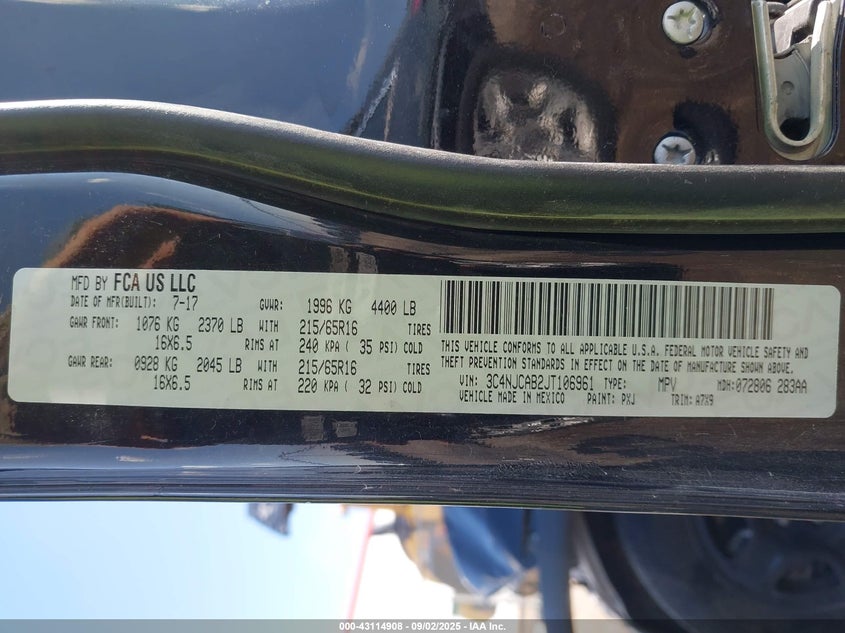 MFD BY FCA US LLC
DATE OF MFR(BUILT): 7-17 GVWR: 1996 KG 4400 LB
GAWR FRONT: 1076 KG 2370 LB WITH 215/65R16 TIRES
16X6.5 RIMS AT 240 KPA ( 35 PSI) COLD
GAWR REAR: 0928 KG 2045 LB WITH 215/65R16 TIRES
16X6.5 RIMS AT 220 KPA ( 32 PSI) COLD
THIS VEHICLE CONFORMS TO ALL APPLICABLE U.S.A. FEDERAL MOTOR VEHICLE SAFETY AND
THEFT PREVENTION STANDARDS IN EFFECT ON THE DATE OF MANUFACTURE SHOWN ABOVE.
VIN: 3C4NJCAB2JT106961 TYPE: MPV MDH: 072806 283AA
VEHICLE MADE IN MEXICO PAINT: PXJ TRIM: A7X9
000-43114908 - 09/02/2025 - IAA Inc.